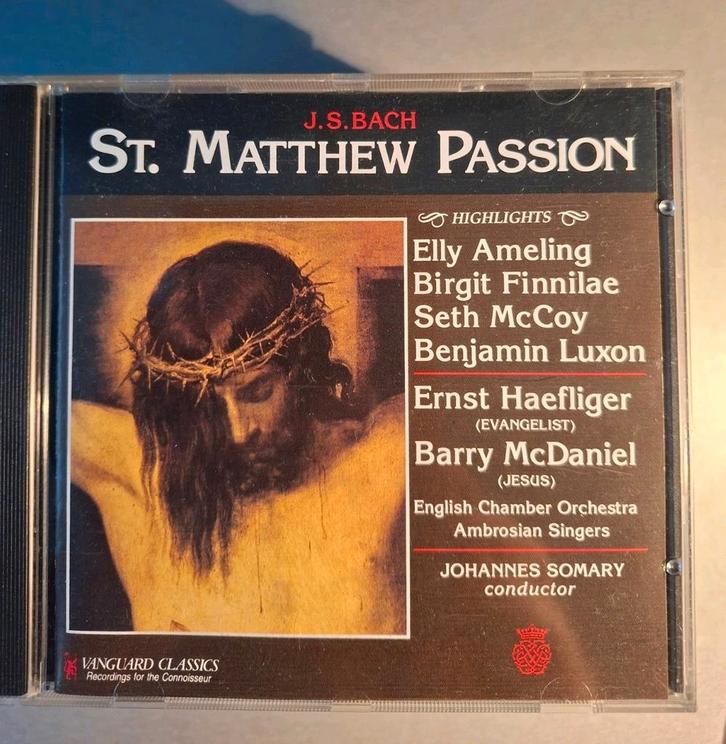 J.S.BACH
ST. MATTHEW PASSION
HIGHLIGHTS
Elly Ameling
Birgit Finnilae
Seth McCoy
Benjamin Luxon
Ernst Haefliger
(EVANGELIST)
Barry McDaniel
(JESUS)
English Chamber Orchestra
Ambrosian Singers
JOHANNES SOMARY
conductor
VANGUARD CLASSICS
Recordings for the Connoisseur